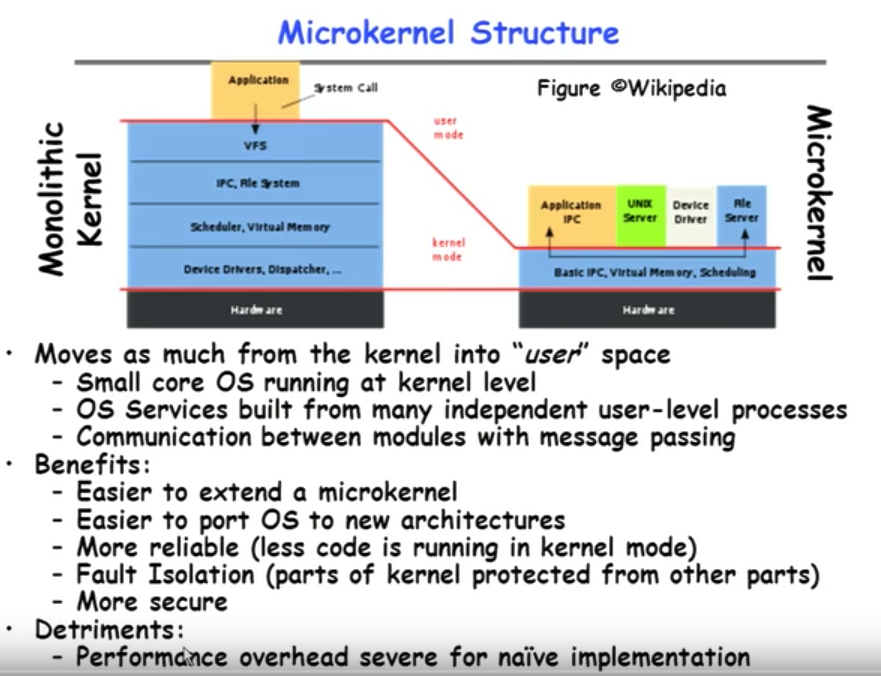 Microkernel Structure
Application
System Call
Figure ©Wikipedia
user
mode
Monolithic
Kernel
VFS
IPC, File System
Scheduler, Virtual Memory
Device Drivers, Dispatcher, ...
Hardware
kernel
mode
Application
IPC
UNIX
Server
Device
Driver
File
Server
Basic IPC, Virtual Memory, Scheduling
Hardware
Microkernel
· Moves as much from the kernel into “user” space
- Small core OS running at kernel level
- OS Services built from many independent user-level processes
- Communication between modules with message passing
· Benefits:
- Easier to extend a microkernel
- Easier to port OS to new architectures
- More reliable (less code is running in kernel mode)
- Fault Isolation (parts of kernel protected from other parts)
- More secure
· Detriments:
- Performance overhead severe for naïve implementation